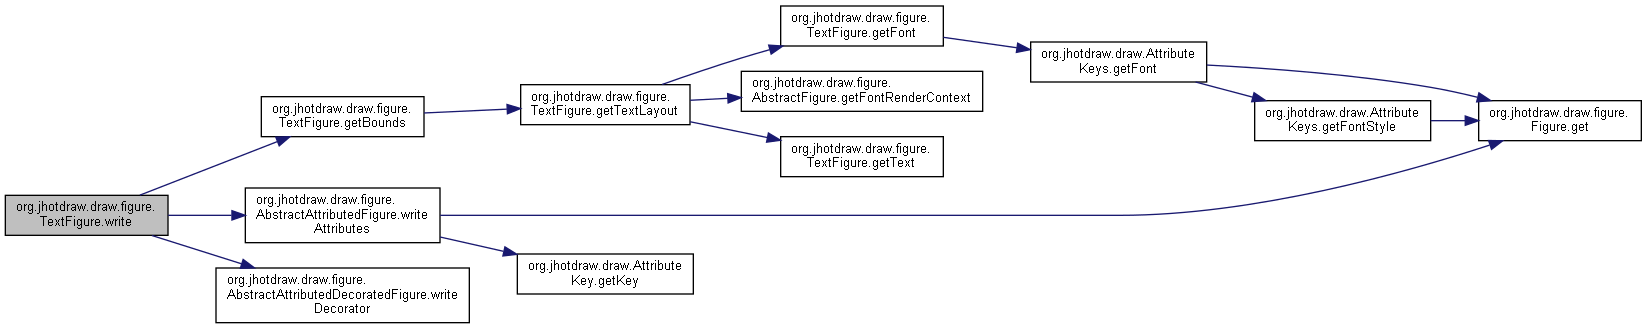 org.jhotdraw.draw.figure.
TextFigure.write
org.jhotdraw.draw.figure.
TextFigure.getBounds
org.jhotdraw.draw.figure.
AbstractAttributedFigure.write
Attributes
org.jhotdraw.draw.figure.
AbstractAttributedDecoratedFigure.write
Decorator
org.jhotdraw.draw.figure.
TextFigure.getTextLayout
org.jhotdraw.draw.Attribute
Key.getKey
org.jhotdraw.draw.figure.
TextFigure.getFont
org.jhotdraw.draw.figure.
AbstractFigure.getFontRenderContext
org.jhotdraw.draw.figure.
TextFigure.getText
org.jhotdraw.draw.Attribute
Keys.getFont
org.jhotdraw.draw.Attribute
Keys.getFontStyle
org.jhotdraw.draw.figure.
Figure.get